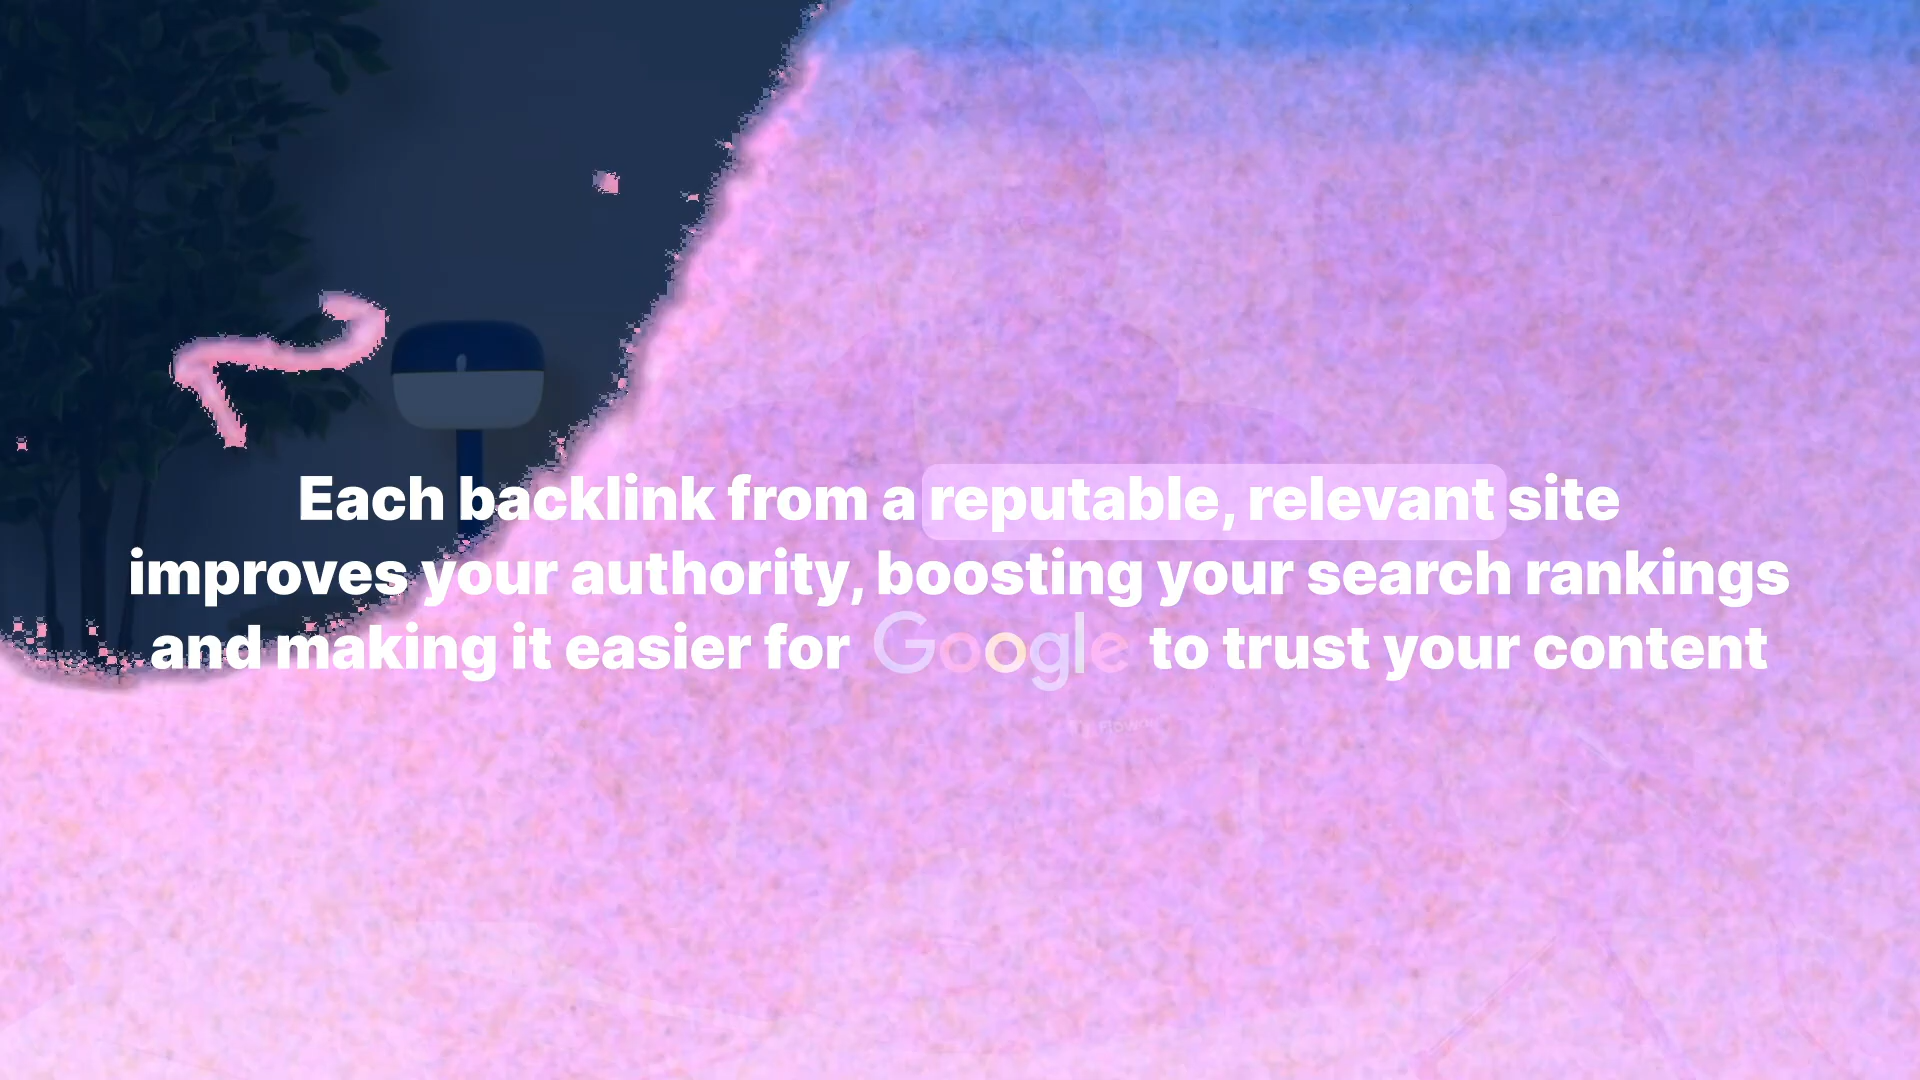 Each backlink from a reputable, relevant site
improves your authority, boosting your search rankings
and making it easier for Google to trust your content